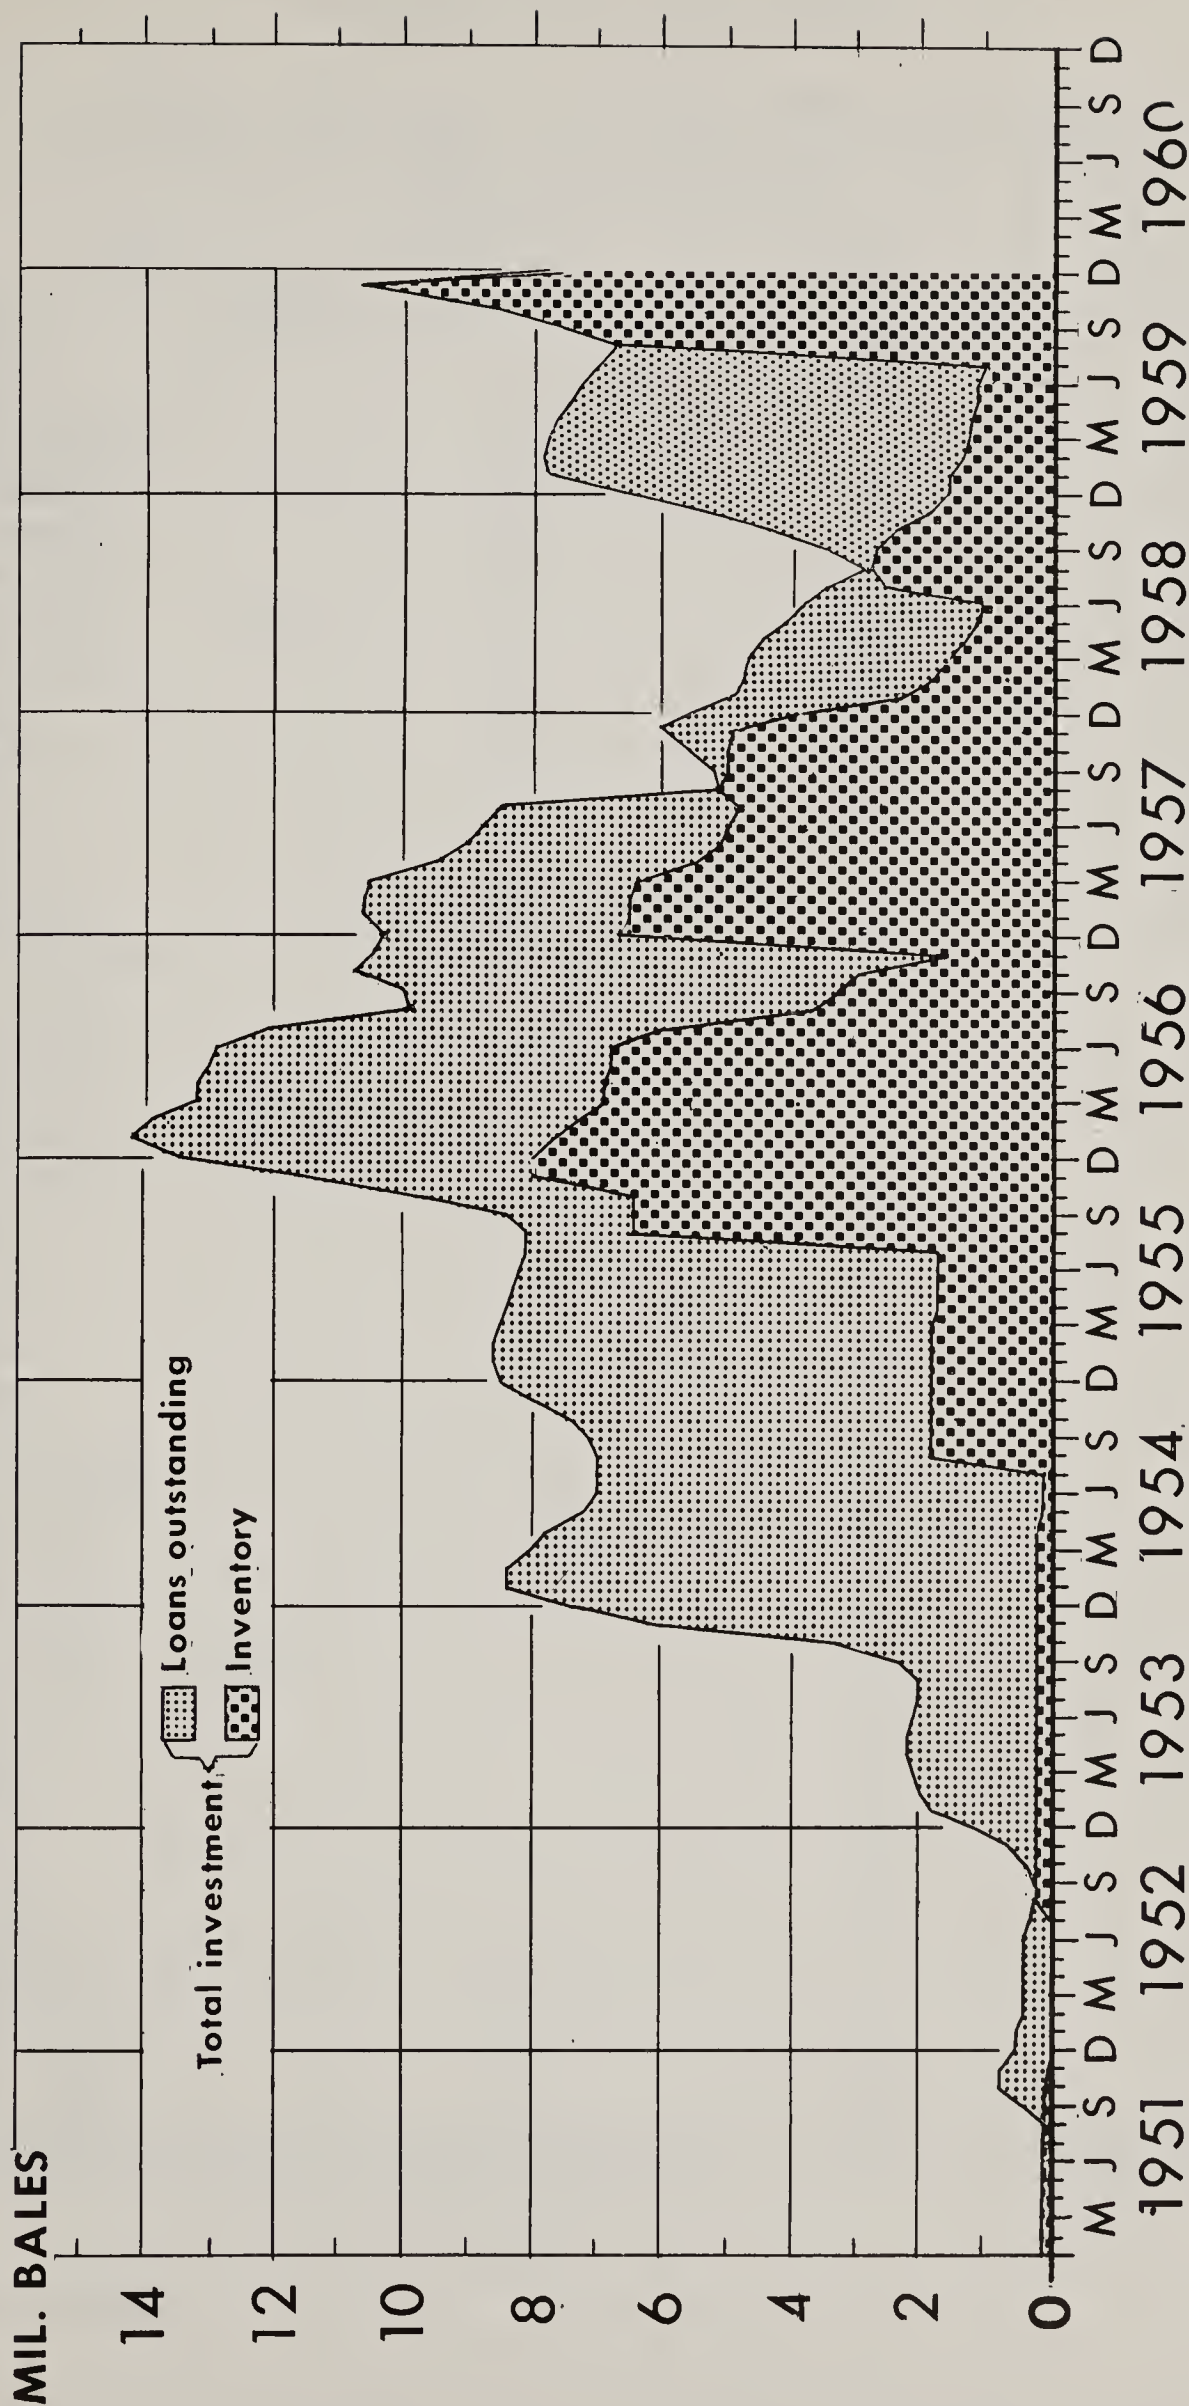 MIL. BALES
14
12
10
8
6
4
2
0
Total investment
Loans outstanding
Inventory
M J S D M J S D M J S D M J S D M J S D M J S D M J S D M J S D M J S D M J S D
1951 1952 1953 1954 1955 1956 1957 1958 1959 1960